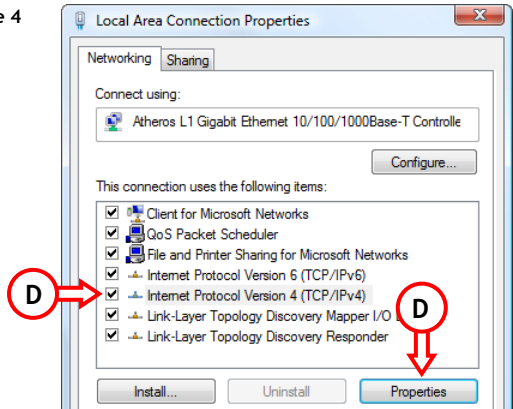 e 4
Local Area Connection Properties
Networking Sharing
Connect using:
Atheros L1 Gigabit Ethernet 10/100/1000Base-T Controlle
Configure...
This connection uses the following items:
Client for Microsoft Networks
QoS Packet Scheduler
File and Printer Sharing for Microsoft Networks
Internet Protocol Version 6 (TCP/IPv6)
D Internet Protocol Version 4 (TCP/IPv4) D
Link-Layer Topology Discovery Mapper I/O
Link-Layer Topology Discovery Responder
Install... Uninstall Properties